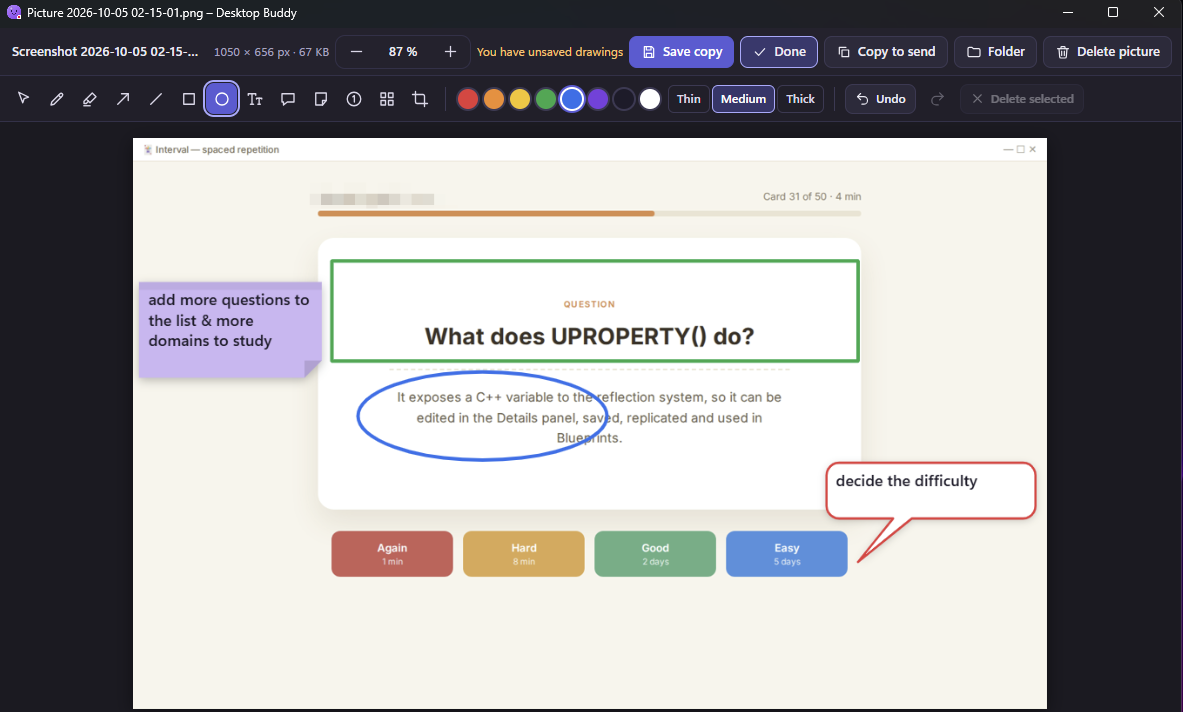 Picture 2026-10-05 02-15-01.png – Desktop Buddy
Screenshot 2026-10-05 02-15-... 1050 × 656 px · 67 KB 87 % You have unsaved drawings Save copy Done Copy to send Folder Delete picture
Tт 1 Thin Medium Thick Undo Delete selected
Interval — spaced repetition
Card 31 of 50 · 4 min
QUESTION
What does UPROPERTY() do?
add more questions to
the list & more
domains to study
It exposes a C++ variable to the reflection system, so it can be
edited in the Details panel, saved, replicated and used in
Blueprints.
decide the difficulty
Again Hard Good Easy
1 min 8 min 2 days 5 days